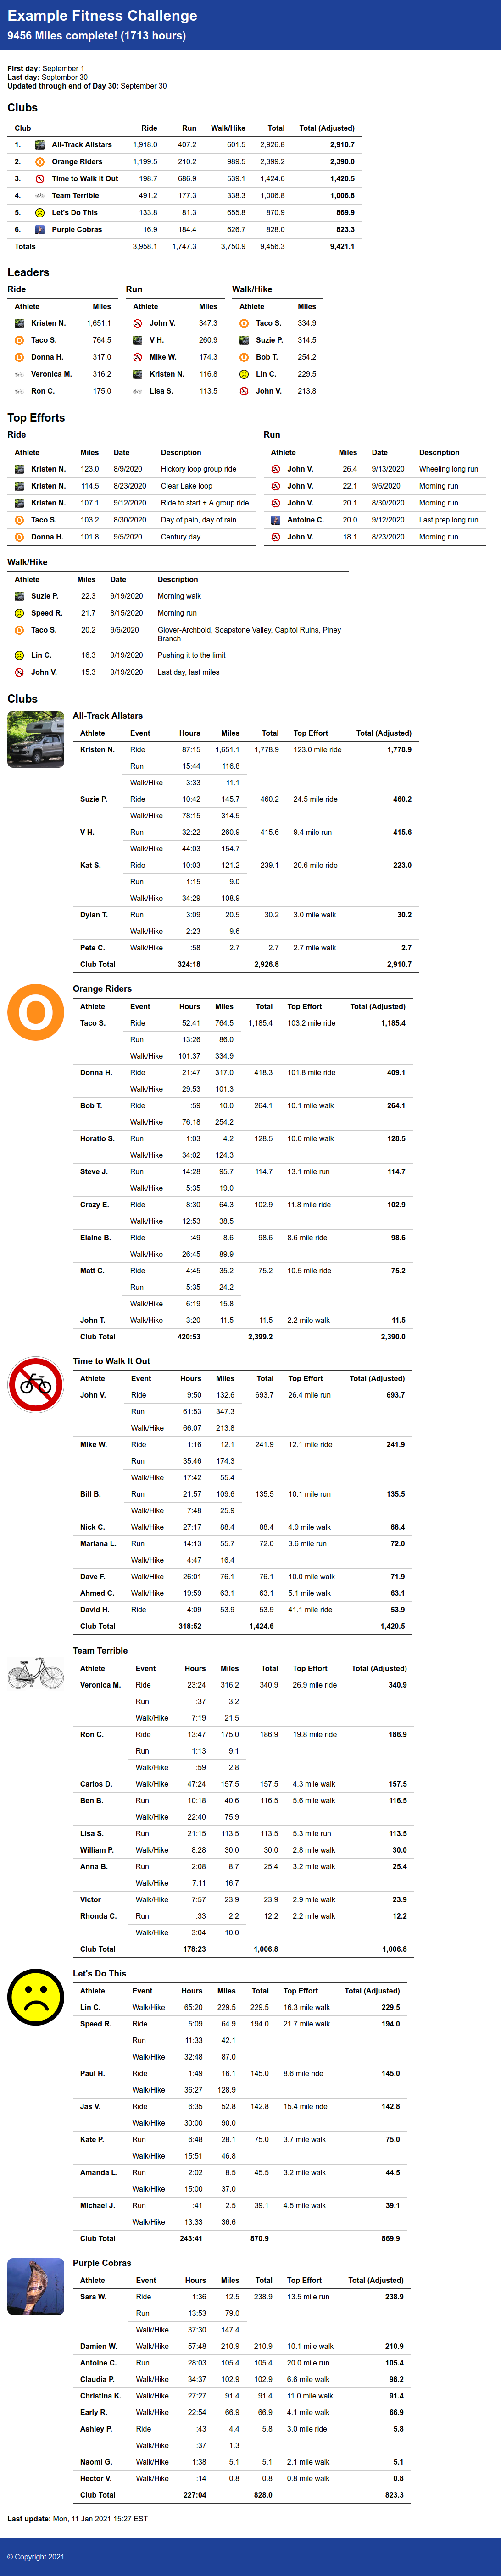 Example Fitness Challenge
9456 Miles complete! (1713 hours)
First day: September 1
Last day: September 30
Updated through end of Day 30: September 30
Clubs
Club Ride Run Walk/Hike Total Total (Adjusted)
1. All-Track Allstars 1,918.0 407.2 601.5 2,926.8 2,910.7
2. Orange Riders 1,199.5 210.2 989.5 2,399.2 2,390.0
3. Time to Walk It Out 198.7 686.9 539.1 1,424.6 1,420.5
4. Team Terrible 491.2 177.3 338.3 1,006.8 1,006.8
5. Let's Do This 133.8 81.3 655.8 870.9 869.9
6. Purple Cobras 16.9 184.4 626.7 828.0 823.3
Totals 3,958.1 1,747.3 3,750.9 9,456.3 9,421.1
Leaders
Ride
Athlete Miles
Kristen N. 1,651.1
Taco S. 764.5
Donna H. 317.0
Veronica M. 316.2
Ron C. 175.0
Run
Athlete Miles
John V. 347.3
V H. 260.9
Mike W. 174.3
Kristen N. 116.8
Lisa S. 113.5
Walk/Hike
Athlete Miles
Taco S. 334.9
Suzie P. 314.5
Bob T. 254.2
Lin C. 229.5
John V. 213.8
Top Efforts
Ride
Athlete Miles Date Description
Kristen N. 123.0 8/9/2020 Hickory loop group ride
Kristen N. 114.5 8/23/2020 Clear Lake loop
Kristen N. 107.1 9/12/2020 Ride to start + A group ride
Taco S. 103.2 8/30/2020 Day of pain, day of rain
Donna H. 101.8 9/5/2020 Century day
Run
Athlete Miles Date Description
John V. 26.4 9/13/2020 Wheeling long run
John V. 22.1 9/6/2020 Morning run
John V. 20.1 8/30/2020 Morning run
Antoine C. 20.0 9/12/2020 Last prep long run
John V. 18.1 8/23/2020 Morning run
Walk/Hike
Athlete Miles Date Description
Suzie P. 22.3 9/19/2020 Morning walk
Speed R. 21.7 8/15/2020 Morning run
Taco S. 20.2 9/6/2020 Glover-Archbold, Soapstone Valley, Capitol Ruins, Piney
Branch
Lin C. 16.3 9/19/2020 Pushing it to the limit
John V. 15.3 9/19/2020 Last day, last miles
Clubs
All-Track Allstars
Athlete Event Hours Miles Total Top Effort Total (Adjusted)
Kristen N. Ride 87:15 1,651.1 1,778.9 123.0 mile ride 1,778.9
Run 15:44 116.8
Walk/Hike 3:33 11.1
Suzie P. Ride 10:42 145.7 460.2 24.5 mile ride 460.2
Walk/Hike 78:15 314.5
V H. Run 32:22 260.9 415.6 9.4 mile run 415.6
Walk/Hike 44:03 154.7
Kat S. Ride 10:03 121.2 239.1 20.6 mile ride 223.0
Run 1:15 9.0
Walk/Hike 34:29 108.9
Dylan T. Run 3:09 20.5 30.2 3.0 mile walk 30.2
Walk/Hike 2:23 9.6
Pete C. Walk/Hike :58 2.7 2.7 2.7 mile walk 2.7
Club Total 324:18 2,926.8 2,910.7
Orange Riders
Athlete Event Hours Miles Total Top Effort Total (Adjusted)
Taco S. Ride 52:41 764.5 1,185.4 103.2 mile ride 1,185.4
Run 13:26 86.0
Walk/Hike 101:37 334.9
Donna H. Ride 21:47 317.0 418.3 101.8 mile ride 409.1
Walk/Hike 29:53 101.3
Bob T. Ride :59 10.0 264.1 10.1 mile walk 264.1
Walk/Hike 76:18 254.2
Horatio S. Run 1:03 4.2 128.5 10.0 mile walk 128.5
Walk/Hike 34:02 124.3
Steve J. Run 14:28 95.7 114.7 13.1 mile run 114.7
Walk/Hike 5:35 19.0
Crazy E. Ride 8:30 64.3 102.9 11.8 mile ride 102.9
Walk/Hike 12:53 38.5
Elaine B. Ride :49 8.6 98.6 8.6 mile ride 98.6
Walk/Hike 26:45 89.9
Matt C. Ride 4:45 35.2 75.2 10.5 mile ride 75.2
Run 5:35 24.2
Walk/Hike 6:19 15.8
John T. Walk/Hike 3:20 11.5 11.5 2.2 mile walk 11.5
Club Total 420:53 2,399.2 2,390.0
Time to Walk It Out
Athlete Event Hours Miles Total Top Effort Total (Adjusted)
John V. Ride 9:50 132.6 693.7 26.4 mile run 693.7
Run 61:53 347.3
Walk/Hike 66:07 213.8
Mike W. Ride 1:16 12.1 241.9 12.1 mile ride 241.9
Run 35:46 174.3
Walk/Hike 17:42 55.4
Bill B. Run 21:57 109.6 135.5 10.1 mile run 135.5
Walk/Hike 7:48 25.9
Nick C. Walk/Hike 27:17 88.4 88.4 4.9 mile walk 88.4
Mariana L. Run 14:13 55.7 72.0 3.6 mile run 72.0
Walk/Hike 4:47 16.4
Dave F. Walk/Hike 26:01 76.1 76.1 10.0 mile walk 71.9
Ahmed C. Walk/Hike 19:59 63.1 63.1 5.1 mile walk 63.1
David H. Ride 4:09 53.9 53.9 41.1 mile ride 53.9
Club Total 318:52 1,424.6 1,420.5
Team Terrible
Athlete Event Hours Miles Total Top Effort Total (Adjusted)
Veronica M. Ride 23:24 316.2 340.9 26.9 mile ride 340.9
Run :37 3.2
Walk/Hike 7:19 21.5
Ron C. Ride 13:47 175.0 186.9 19.8 mile ride 186.9
Run 1:13 9.1
Walk/Hike :59 2.8
Carlos D. Walk/Hike 47:24 157.5 157.5 4.3 mile walk 157.5
Ben B. Run 10:18 40.6 116.5 5.6 mile walk 116.5
Walk/Hike 22:40 75.9
Lisa S. Run 21:15 113.5 113.5 5.3 mile run 113.5
William P. Walk/Hike 8:28 30.0 30.0 2.8 mile walk 30.0
Anna B. Run 2:08 8.7 25.4 3.2 mile walk 25.4
Walk/Hike 7:11 16.7
Victor Walk/Hike 7:57 23.9 23.9 2.9 mile walk 23.9
Rhonda C. Run :33 2.2 12.2 2.2 mile walk 12.2
Walk/Hike 3:04 10.0
Club Total 178:23 1,006.8 1,006.8
Let's Do This
Athlete Event Hours Miles Total Top Effort Total (Adjusted)
Lin C. Walk/Hike 65:20 229.5 229.5 16.3 mile walk 229.5
Speed R. Ride 5:09 64.9 194.0 21.7 mile walk 194.0
Run 11:33 42.1
Walk/Hike 32:48 87.0
Paul H. Ride 1:49 16.1 145.0 8.6 mile ride 145.0
Walk/Hike 36:27 128.9
Jas V. Ride 6:35 52.8 142.8 15.4 mile ride 142.8
Walk/Hike 30:00 90.0
Kate P. Run 6:48 28.1 75.0 3.7 mile walk 75.0
Walk/Hike 15:51 46.8
Amanda L. Run 2:02 8.5 45.5 3.2 mile walk 44.5
Walk/Hike 15:00 37.0
Michael J. Run :41 2.5 39.1 4.5 mile walk 39.1
Walk/Hike 13:33 36.6
Club Total 243:41 870.9 869.9
Purple Cobras
Athlete Event Hours Miles Total Top Effort Total (Adjusted)
Sara W. Ride 1:36 12.5 238.9 13.5 mile run 238.9
Run 13:53 79.0
Walk/Hike 37:30 147.4
Damien W. Walk/Hike 57:48 210.9 210.9 10.1 mile walk 210.9
Antoine C. Run 28:03 105.4 105.4 20.0 mile run 105.4
Claudia P. Walk/Hike 34:37 102.9 102.9 6.6 mile walk 98.2
Christina K. Walk/Hike 27:27 91.4 91.4 11.0 mile walk 91.4
Early R. Walk/Hike 22:54 66.9 66.9 4.1 mile walk 66.9
Ashley P. Ride :43 4.4 5.8 3.0 mile ride 5.8
Walk/Hike :37 1.3
Naomi G. Walk/Hike 1:38 5.1 5.1 2.1 mile walk 5.1
Hector V. Walk/Hike :14 0.8 0.8 0.8 mile walk 0.8
Club Total 227:04 828.0 823.3
Last update: Mon, 11 Jan 2021 15:27 EST
© Copyright 2021